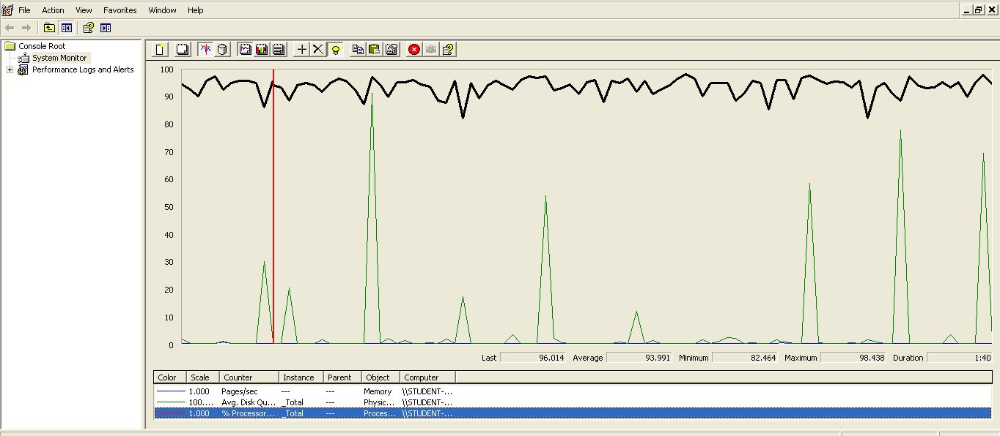 File Action View Favorites Window Help
Console Root
System Monitor
Performance Logs and Alerts
100
90
80
70
60
50
40
30
20
10
0
Last 96.014 Average 93.991 Minimum 82.464 Maximum 98.438 Duration 1:40
Color Scale Counter Instance Parent Object Computer
1.000 Pages/sec --- --- Memory \\STUDENT-...
100.... Avg. Disk Qu... _Total --- Physic... \\STUDENT-...
1.000 % Processor... _Total --- Proces... \\STUDENT-...